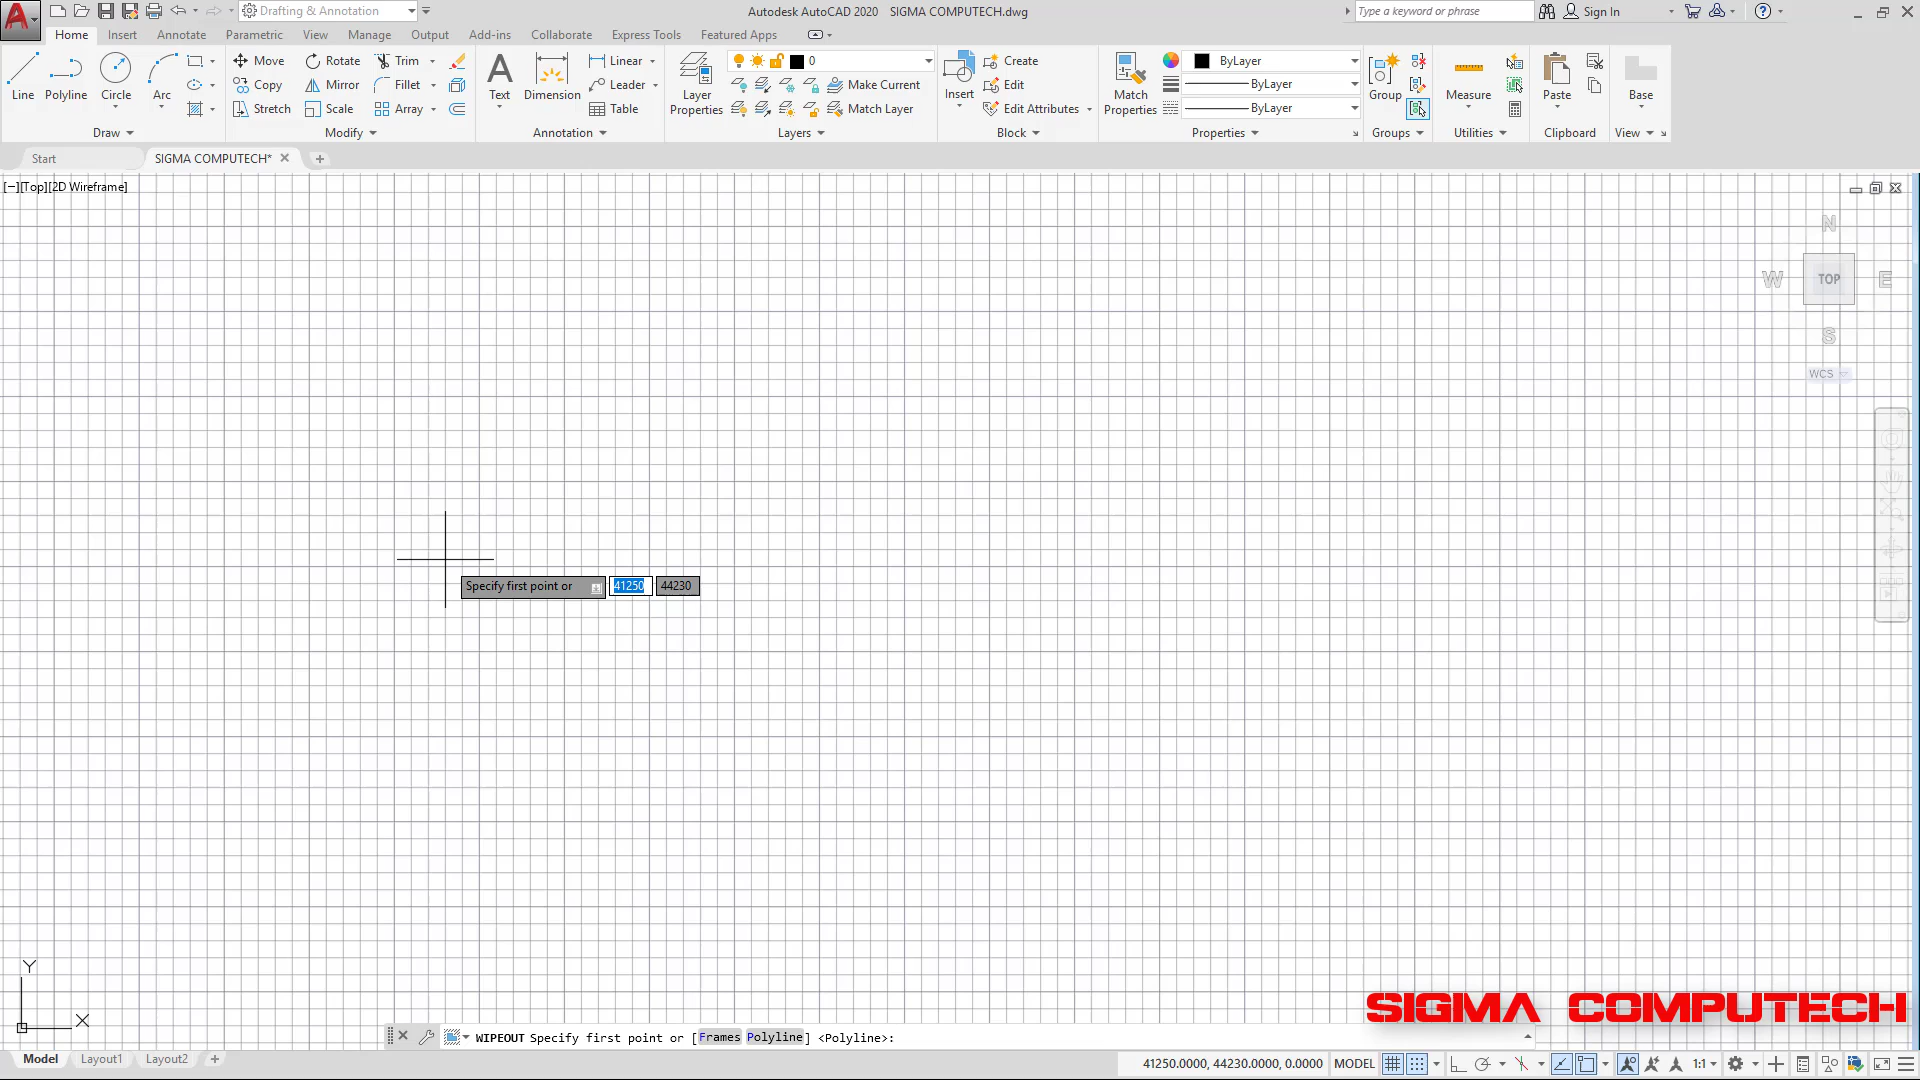 A Drafting & Annotation Autodesk AutoCAD 2020 SIGMA COMPUTECH.dwg Type a keyword or phrase Sign In
Home Insert Annotate Parametric View Manage Output Add-ins Collaborate Express Tools Featured Apps
Move Rotate Trim Linear 0 Create ByLayer
Line Polyline Circle Arc Copy Mirror Fillet Text Dimension Leader Layer Properties Make Current Insert Edit Match Properties ByLayer Group Measure Paste Base
Stretch Scale Array Table Match Layer Edit Attributes ByLayer
Draw Modify Annotation Layers Block Properties Groups Utilities Clipboard View
Start SIGMA COMPUTECH*
[−][Top][2D Wireframe]
N
W TOP E
S
WCS
Specify first point or 41250 44230
Y
X
SIGMA COMPUTECH
WIPEOUT Specify first point or [Frames Polyline] <Polyline>:
Model Layout1 Layout2 41250.0000, 44230.0000, 0.0000 MODEL 1:1